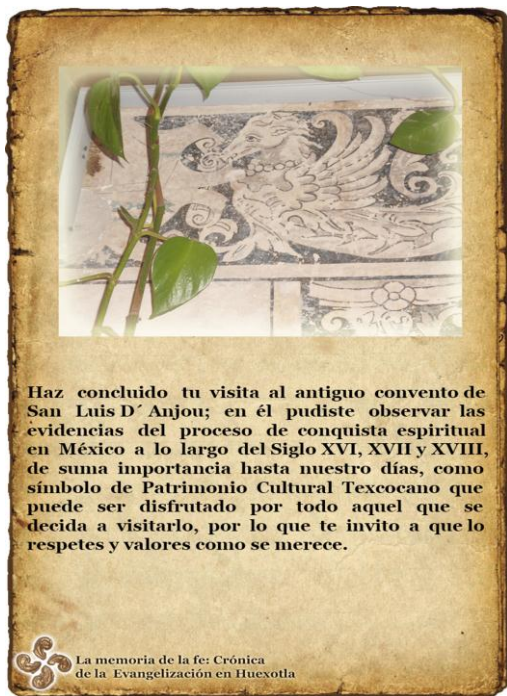 Haz concluido tu visita al antiguo convento de
San Luis D´ Anjou; en él pudiste observar las
evidencias del proceso de conquista espiritual
en México a lo largo del Siglo XVI, XVII y XVIII,
de suma importancia hasta nuestro días, como
símbolo de Patrimonio Cultural Texcocano que
puede ser disfrutado por todo aquel que se
decida a visitarlo, por lo que te invito a que lo
respetes y valores como se merece.
La memoria de la fe: Crónica
de la Evangelización en Huexotla